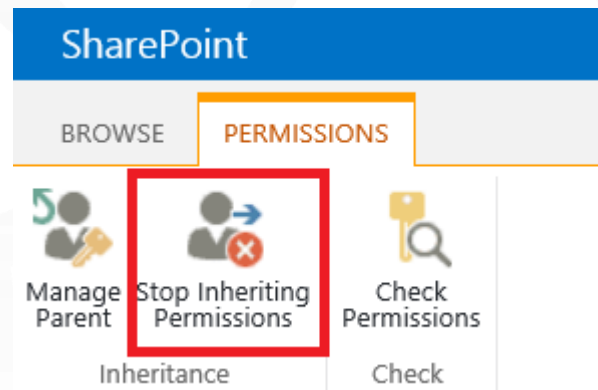 SharePoint
BROWSE PERMISSIONS
Manage Parent
Stop Inheriting Permissions
Check Permissions
Inheritance Check